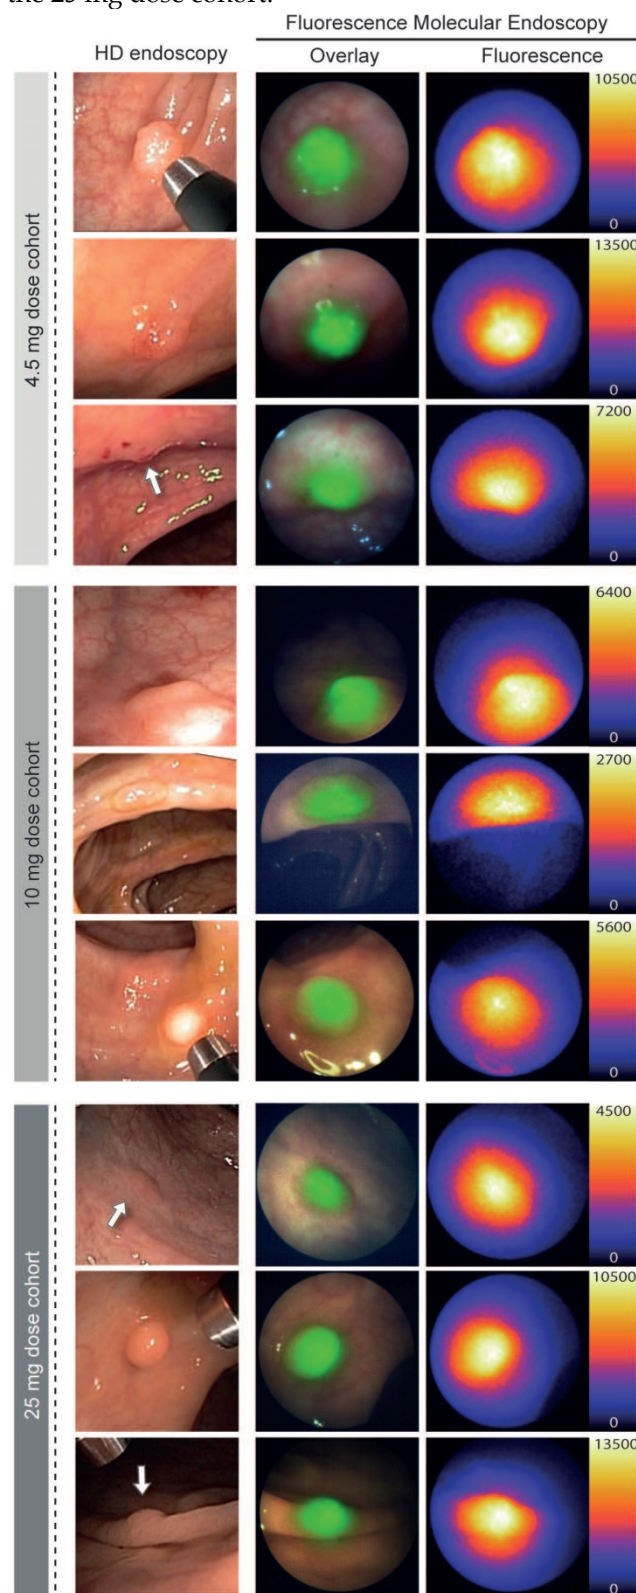 the 25 mg dose cohort.
Fluorescence Molecular Endoscopy
HD endoscopy
Overlay
Fluorescence
4.5 mg dose cohort
10500
0
13500
0
7200
0
10 mg dose cohort
6400
0
2700
0
5600
0
25 mg dose cohort
4500
0
10500
0
13500
0